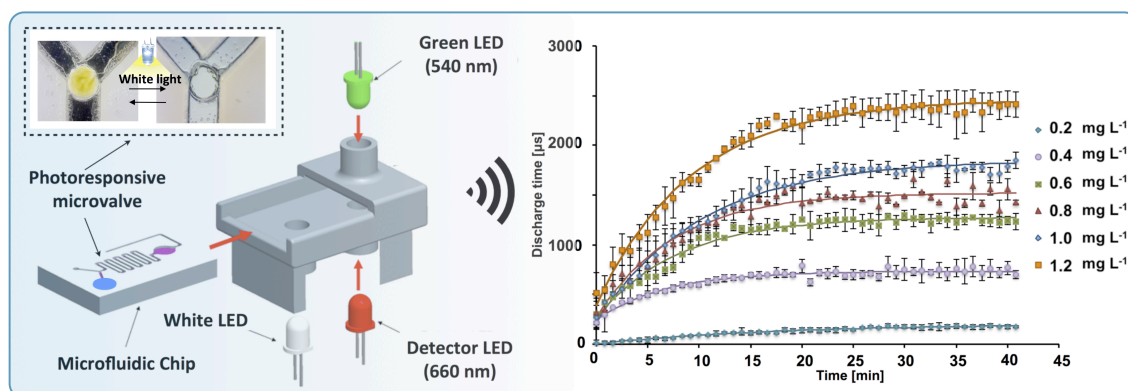 White light
Green LED
(540 nm)
Photoresponsive
microvalve
White LED
Microfluidic Chip
Detector LED
(660 nm)
Discharge time [µs]
3000
2000
1000
0
0 5 10 15 20 25 30 35 40 45
Time [min]
0.2 mg L⁻¹
0.4 mg L⁻¹
0.6 mg L⁻¹
0.8 mg L⁻¹
1.0 mg L⁻¹
1.2 mg L⁻¹